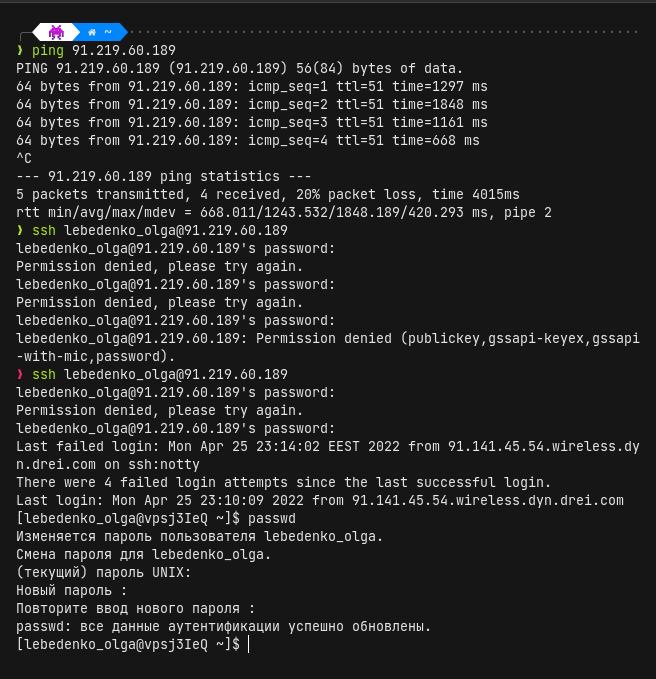 ~
❯ ping 91.219.60.189
PING 91.219.60.189 (91.219.60.189) 56(84) bytes of data.
64 bytes from 91.219.60.189: icmp_seq=1 ttl=51 time=1297 ms
64 bytes from 91.219.60.189: icmp_seq=2 ttl=51 time=1848 ms
64 bytes from 91.219.60.189: icmp_seq=3 ttl=51 time=1161 ms
64 bytes from 91.219.60.189: icmp_seq=4 ttl=51 time=668 ms
^C
--- 91.219.60.189 ping statistics ---
5 packets transmitted, 4 received, 20% packet loss, time 4015ms
rtt min/avg/max/mdev = 668.011/1243.532/1848.189/420.293 ms, pipe 2
❯ ssh lebedenko_olga@91.219.60.189
lebedenko_olga@91.219.60.189's password:
Permission denied, please try again.
lebedenko_olga@91.219.60.189's password:
Permission denied, please try again.
lebedenko_olga@91.219.60.189's password:
lebedenko_olga@91.219.60.189: Permission denied (publickey,gssapi-keyex,gssapi
-with-mic,password).
❯ ssh lebedenko_olga@91.219.60.189
lebedenko_olga@91.219.60.189's password:
Permission denied, please try again.
lebedenko_olga@91.219.60.189's password:
Last failed login: Mon Apr 25 23:14:02 EEST 2022 from 91.141.45.54.wireless.dy
n.drei.com on ssh:notty
There were 4 failed login attempts since the last successful login.
Last login: Mon Apr 25 23:10:09 2022 from 91.141.45.54.wireless.dyn.drei.com
[lebedenko_olga@vpsj3IeQ ~]$ passwd
Изменяется пароль пользователя lebedenko_olga.
Смена пароля для lebedenko_olga.
(текущий) пароль UNIX:
Новый пароль :
Повторите ввод нового пароля :
passwd: все данные аутентификации успешно обновлены.
[lebedenko_olga@vpsj3IeQ ~]$